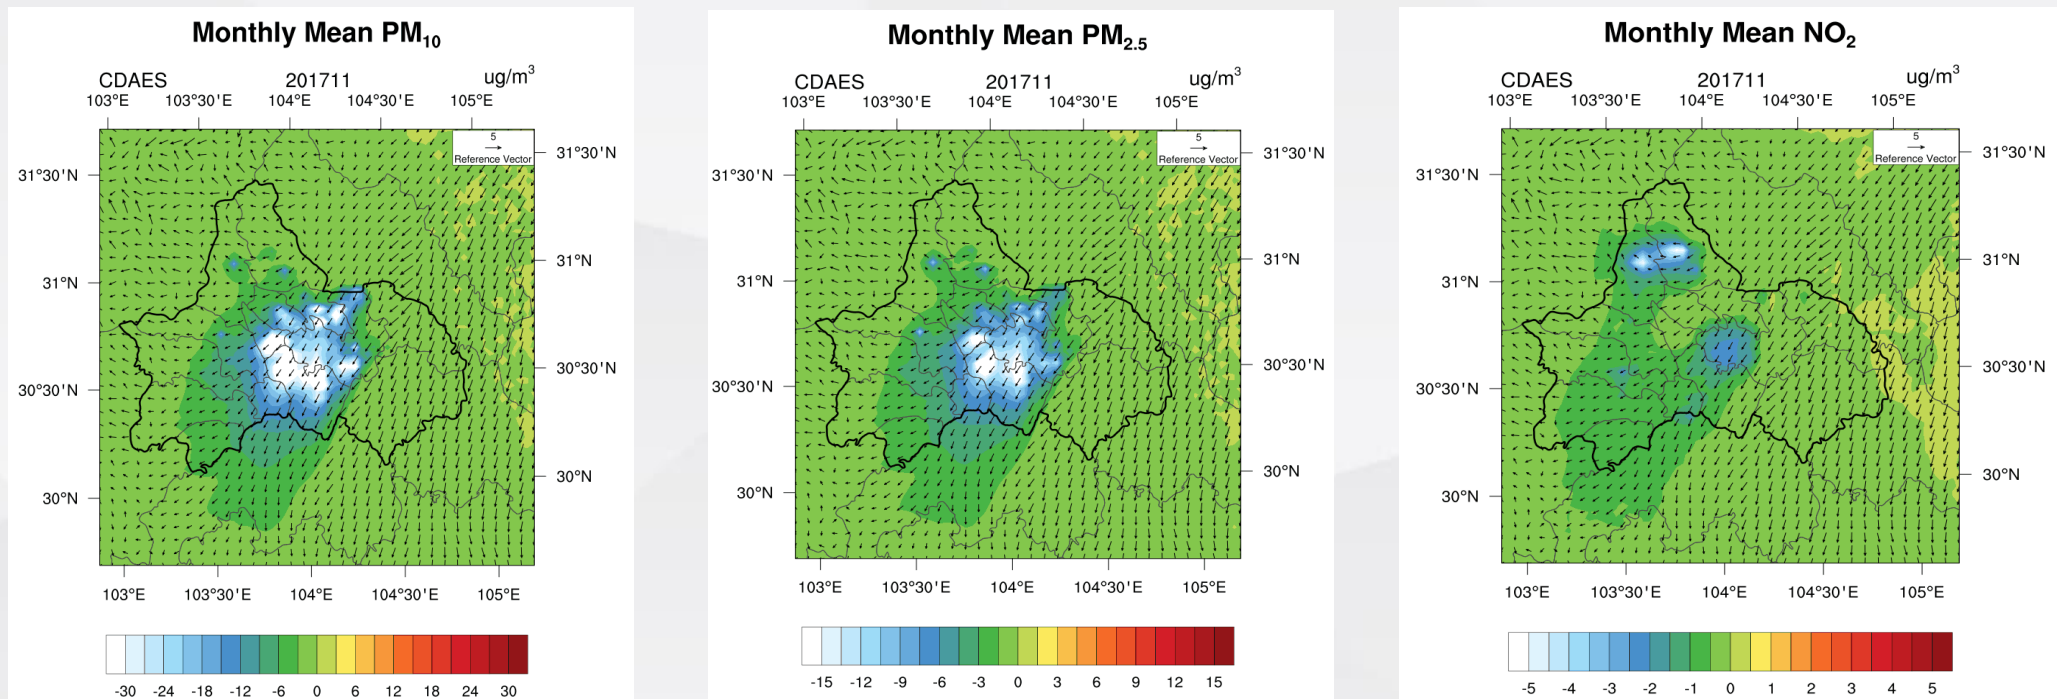 Monthly Mean PM10
CDAES 201711 ug/m3
103°E 103°30'E 104°E 104°30'E 105°E
5
Reference Vector
31°30'N
31°30'N
31°N
31°N
30°30'N
30°30'N
30°N
30°N
103°E 103°30'E 104°E 104°30'E 105°E
-30 -24 -18 -12 -6 0 6 12 18 24 30
Monthly Mean PM2.5
CDAES 201711 ug/m3
103°E 103°30'E 104°E 104°30'E 105°E
5
Reference Vector
31°30'N
31°30'N
31°N
31°N
30°30'N
30°30'N
30°N
30°N
103°E 103°30'E 104°E 104°30'E 105°E
-15 -12 -9 -6 -3 0 3 6 9 12 15
Monthly Mean NO2
CDAES 201711 ug/m3
103°E 103°30'E 104°E 104°30'E 105°E
5
Reference Vector
31°30'N
31°30'N
31°N
31°N
30°30'N
30°30'N
30°N
30°N
103°E 103°30'E 104°E 104°30'E 105°E
-5 -4 -3 -2 -1 0 1 2 3 4 5